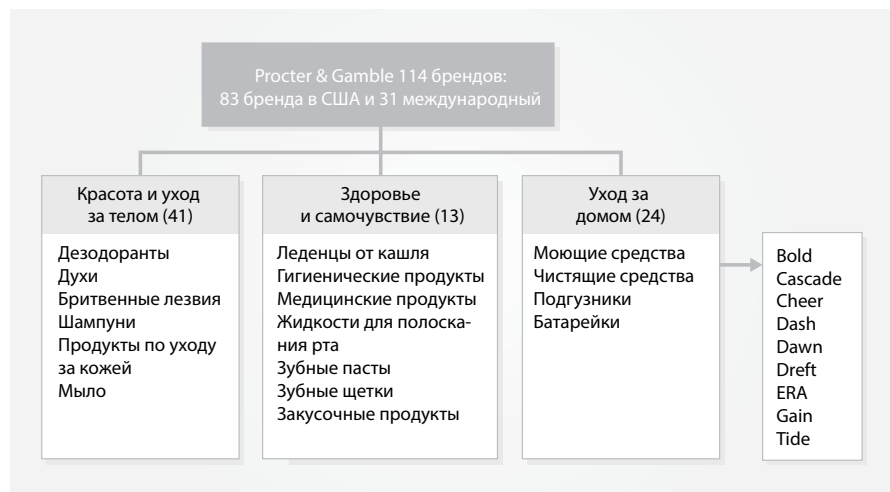 Procter & Gamble 114 брендов:
83 бренда в США и 31 международный
Красота и уход
за телом (41)
Дезодоранты
Духи
Бритвенные лезвия
Шампуни
Продукты по уходу
за кожей
Мыло
Здоровье
и самочувствие (13)
Леденцы от кашля
Гигиенические продукты
Медицинские продукты
Жидкости для полоска-
ния рта
Зубные пасты
Зубные щетки
Закусочные продукты
Уход за
домом (24)
Моющие средства
Чистящие средства
Подгузники
Батарейки
Bold
Cascade
Cheer
Dash
Dawn
Dreft
ERA
Gain
Tide